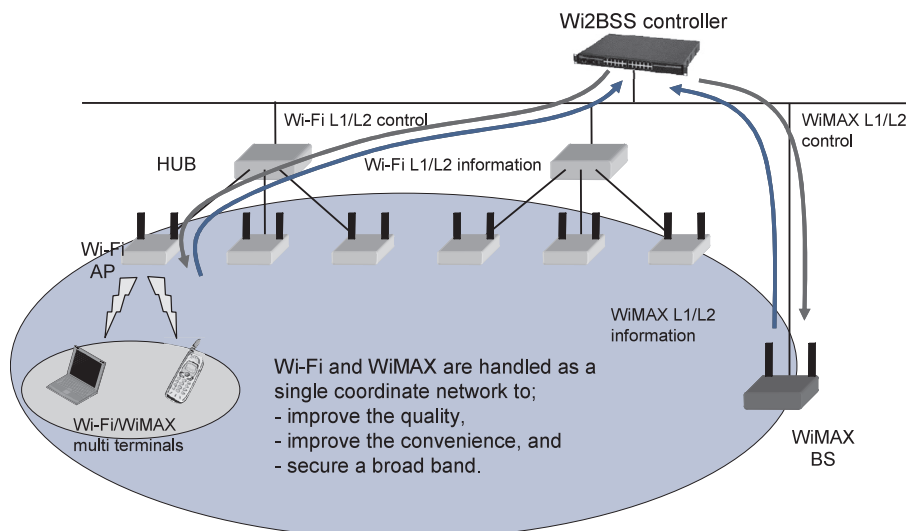 Wi2BSS controller
Wi-Fi L1/L2 control
WiMAX L1/L2
control
HUB
Wi-Fi L1/L2 information
Wi-Fi
AP
WiMAX L1/L2
information
Wi-Fi and WiMAX are handled as a
single coordinate network to;
- improve the quality,
- improve the convenience, and
- secure a broad band.
Wi-Fi/WiMAX
multi terminals
WiMAX
BS